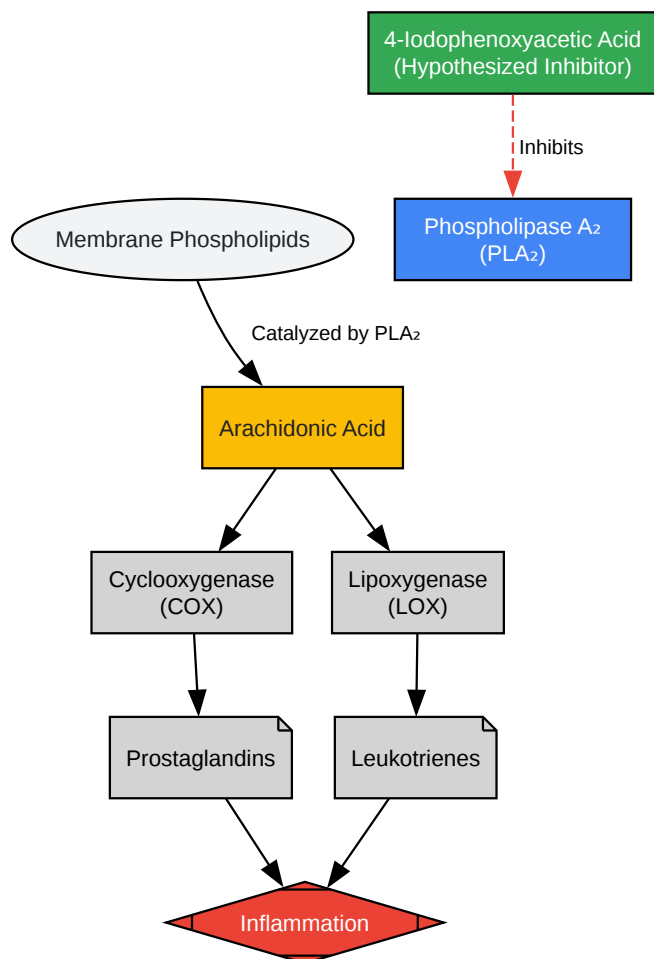 4-Iodophenoxyacetic Acid
(Hypothesized Inhibitor)
Inhibits
Phospholipase A₂
(PLA₂)
Membrane Phospholipids
Catalyzed by PLA₂
Arachidonic Acid
Cyclooxygenase
(COX)
Lipoxygenase
(LOX)
Prostaglandins
Leukotrienes
Inflammation